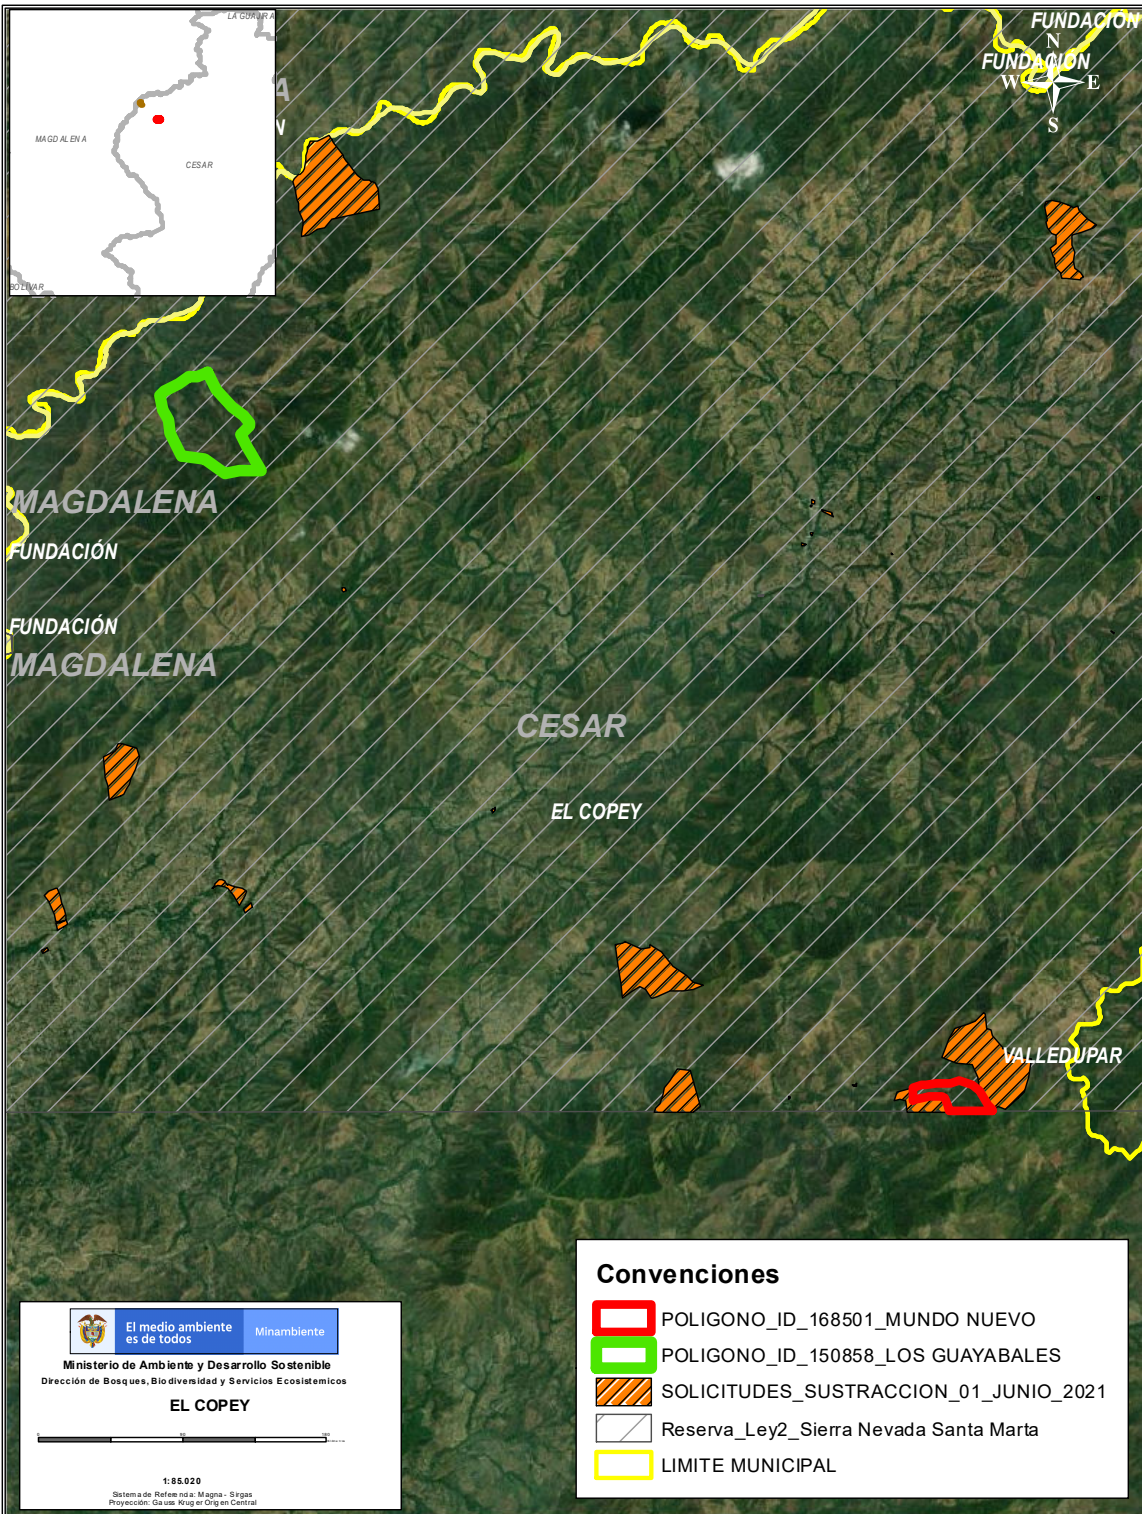 LA GUAJIRA
MAGDALENA
CESAR
BOLIVAR
A
N
FUNDACIÓN
FUNDACIÓN
N
W
E
S
MAGDALENA
FUNDACIÓN
FUNDACIÓN
MAGDALENA
CESAR
EL COPEY
VALLEDUPAR
Convenciones
POLIGONO_ID_168501_MUNDO NUEVO
POLIGONO_ID_150858_LOS GUAYABALES
SOLICITUDES_SUSTRACCION_01_JUNIO_2021
Reserva_Ley2_Sierra Nevada Santa Marta
LIMITE MUNICIPAL
El medio ambiente
es de todos
Minambiente
Ministerio de Ambiente y Desarrollo Sostenible
Dirección de Bosques, Biodiversidad y Servicios Ecosistemicos
EL COPEY
0
1:85.020
Sistema de Referencia: Magna - Sirgas
Proyección: Gauss Kruger Origen Central